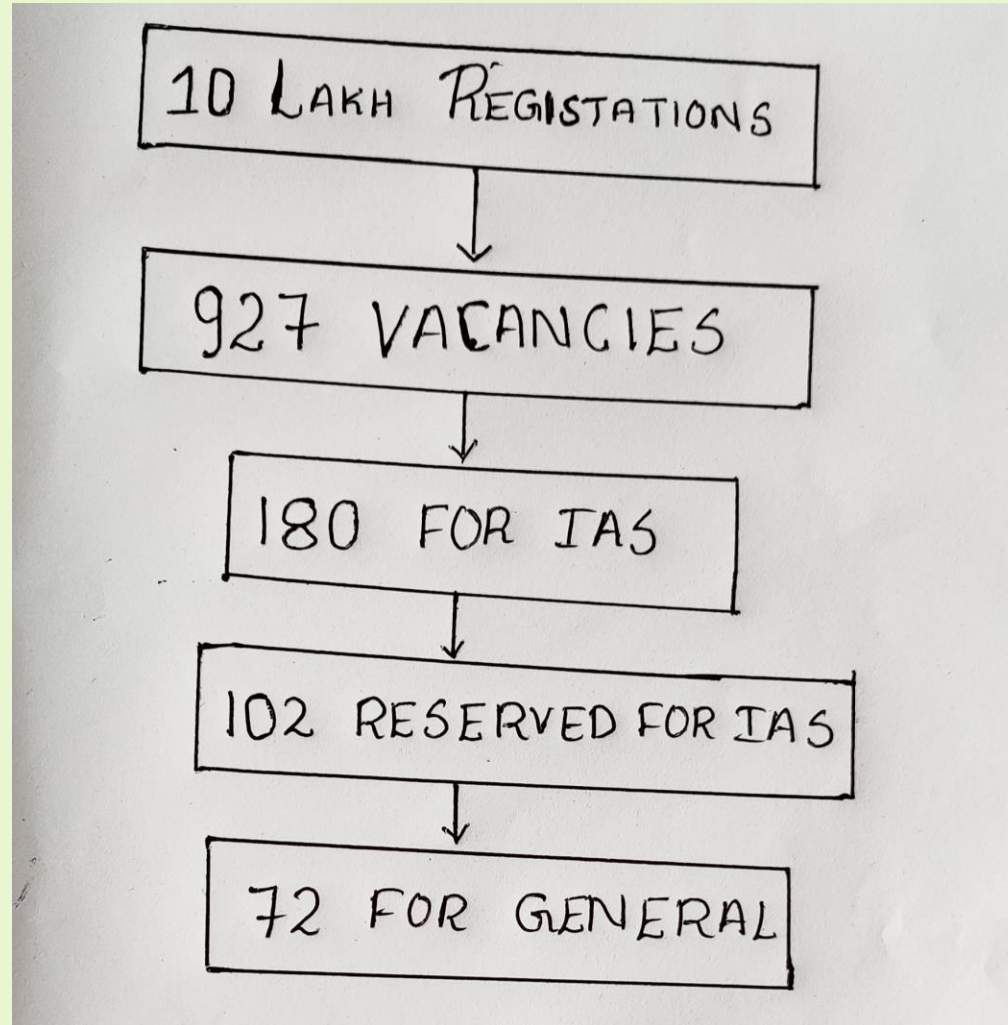 10 LAKH REGISTATIONS
927 VACANCIES
180 FOR IAS
102 RESERVED FOR IAS
72 FOR GENERAL